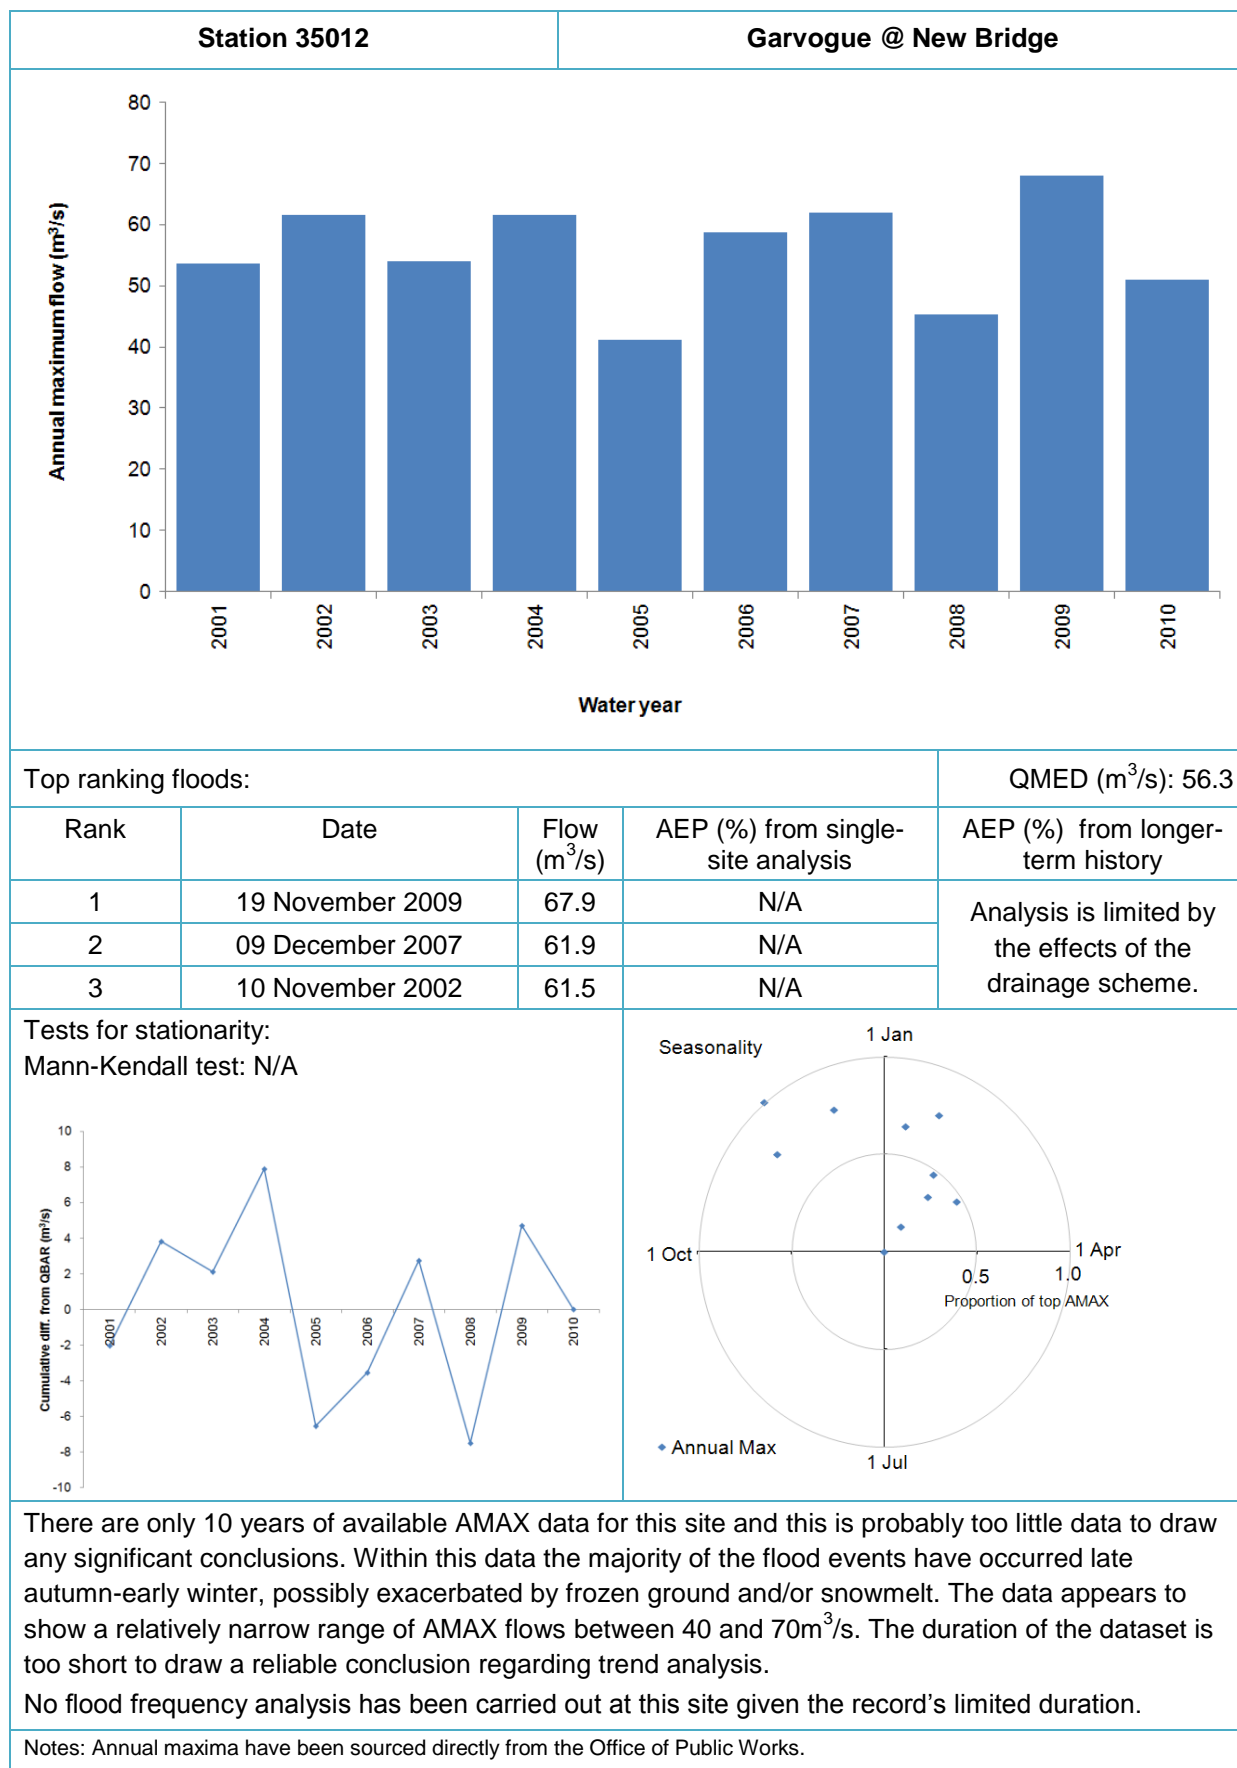 Station 35012
Garvogue @ New Bridge
80
70
60
50
40
30
20
10
0
Annual maximum flow (m³/s)
2001
2002
2003
2004
2005
2006
2007
2008
2009
2010
Water year
Top ranking floods:
QMED (m³/s): 56.3
Rank
Date
Flow
(m³/s)
AEP (%) from single-
site analysis
AEP (%) from longer-
term history
1
19 November 2009
67.9
N/A
2
09 December 2007
61.9
N/A
3
10 November 2002
61.5
N/A
Analysis is limited by
the effects of the
drainage scheme.
Tests for stationarity:
Mann-Kendall test: N/A
10
8
6
4
2
0
-2
-4
-6
-8
-10
Cumulative diff. from QBAR (m³/s)
2001
2002
2003
2004
2005
2006
2007
2008
2009
2010
Seasonality
1 Jan
1 Oct
1 Apr
0.5
1.0
Proportion of top AMAX
Annual Max
1 Jul
There are only 10 years of available AMAX data for this site and this is probably too little data to draw
any significant conclusions. Within this data the majority of the flood events have occurred late
autumn-early winter, possibly exacerbated by frozen ground and/or snowmelt. The data appears to
show a relatively narrow range of AMAX flows between 40 and 70m³/s. The duration of the dataset is
too short to draw a reliable conclusion regarding trend analysis.
No flood frequency analysis has been carried out at this site given the record's limited duration.
Notes: Annual maxima have been sourced directly from the Office of Public Works.